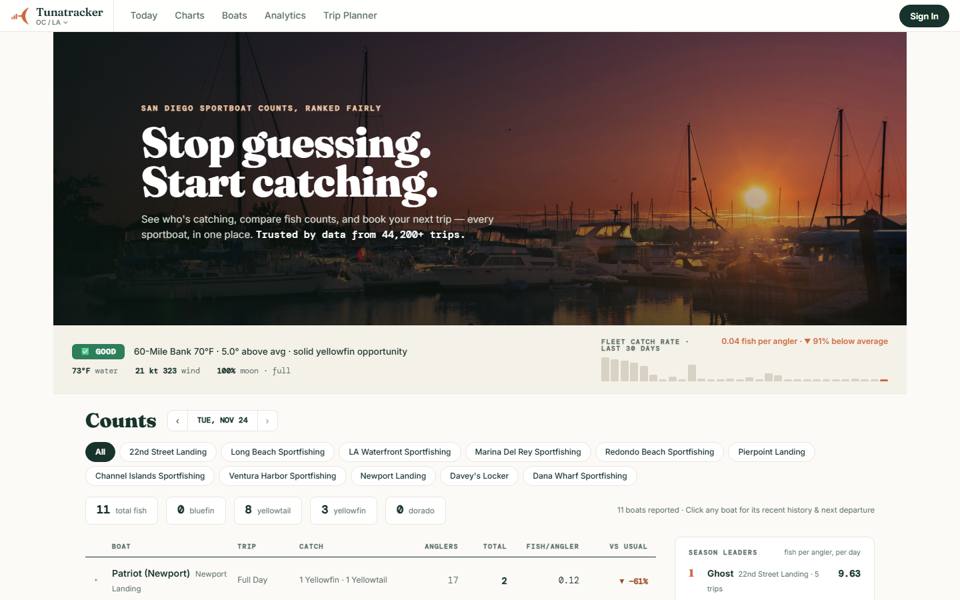 Tunatracker
OC / LA
Today
Charts
Boats
Analytics
Trip Planner
Sign In
SAN DIEGO SPORTBOAT COUNTS, RANKED FAIRLY
Stop guessing.
Start catching.
See who's catching, compare fish counts, and book your next trip — every
sportboat, in one place. Trusted by data from 44,200+ trips.
GOOD
60-Mile Bank 70°F · 5.0° above avg · solid yellowfin opportunity
73°F water
21 kt 323 wind
100% moon · full
FLEET CATCH RATE ·
LAST 30 DAYS
0.04 fish per angler · ▼ 91% below average
Counts
‹
TUE, NOV 24
›
All
22nd Street Landing
Long Beach Sportfishing
LA Waterfront Sportfishing
Marina Del Rey Sportfishing
Redondo Beach Sportfishing
Pierpoint Landing
Channel Islands Sportfishing
Ventura Harbor Sportfishing
Newport Landing
Davey's Locker
Dana Wharf Sportfishing
11 total fish
0 bluefin
8 yellowtail
3 yellowfin
0 dorado
11 boats reported · Click any boat for its recent history & next departure
BOAT
TRIP
CATCH
ANGLERS
TOTAL
FISH/ANGLER
VS USUAL
Patriot (Newport) Newport
Landing
Full Day
1 Yellowfin · 1 Yellowtail
17
2
0.12
▼ −61%
SEASON LEADERS
fish per angler, per day
1
Ghost 22nd Street Landing · 5
trips
9.63